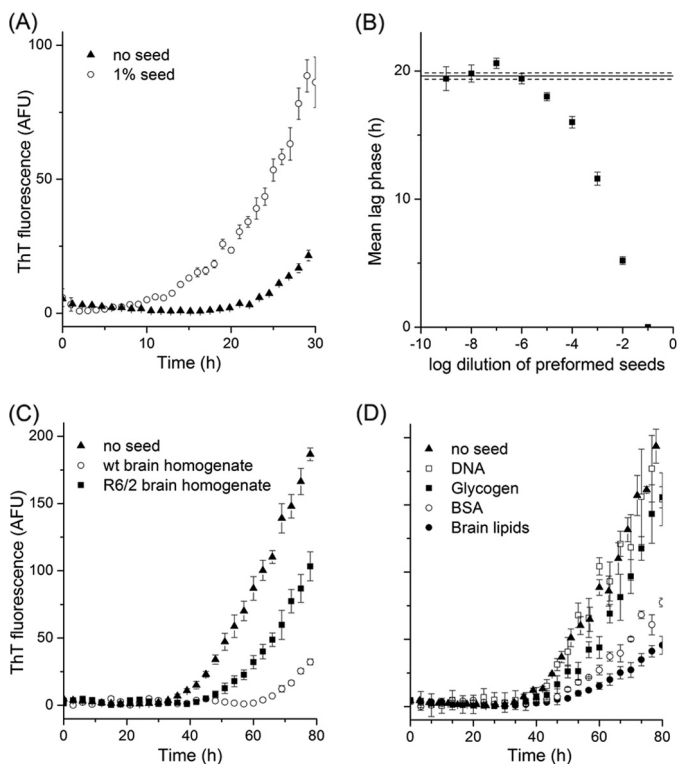 (A)
no seed
1% seed
ThT fluorescence (AFU)
100
50
0
0 10 20 30
Time (h)
(B)
Mean lag phase (h)
20
10
0
-10 -8 -6 -4 -2 0
log dilution of preformed seeds
(C)
no seed
wt brain homogenate
R6/2 brain homogenate
ThT fluorescence (AFU)
200
150
100
50
0
0 20 40 60 80
Time (h)
(D)
no seed
DNA
Glycogen
BSA
Brain lipids
0 20 40 60 80
Time (h)